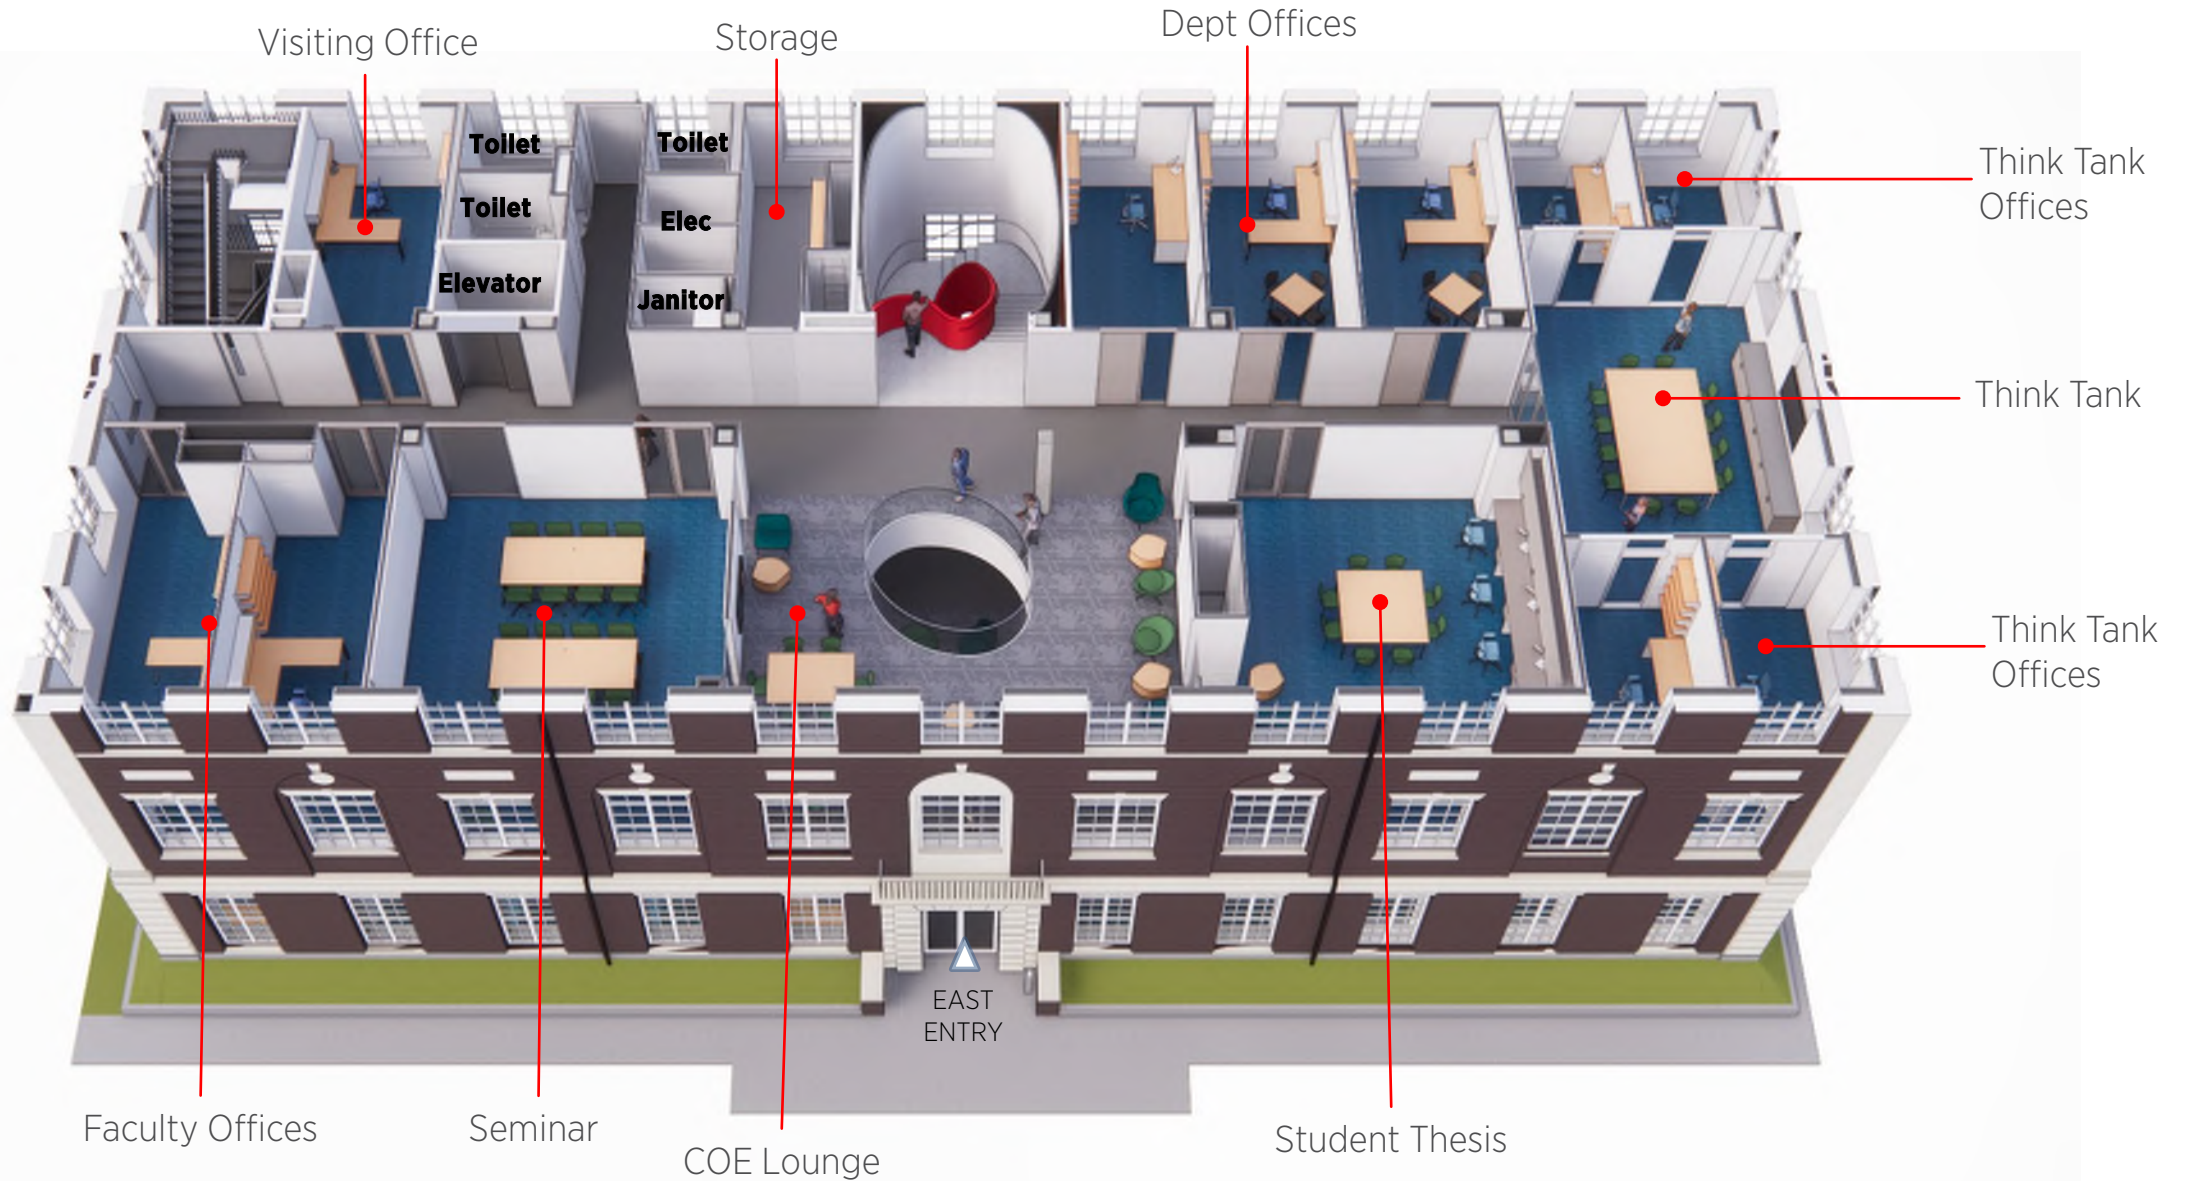 Visiting Office
Storage
Dept Offices
Toilet
Toilet
Think Tank
Offices
Toilet
Elec
Elevator
Janitor
Think Tank
Think Tank
Offices
EAST
ENTRY
Faculty Offices
Seminar
COE Lounge
Student Thesis